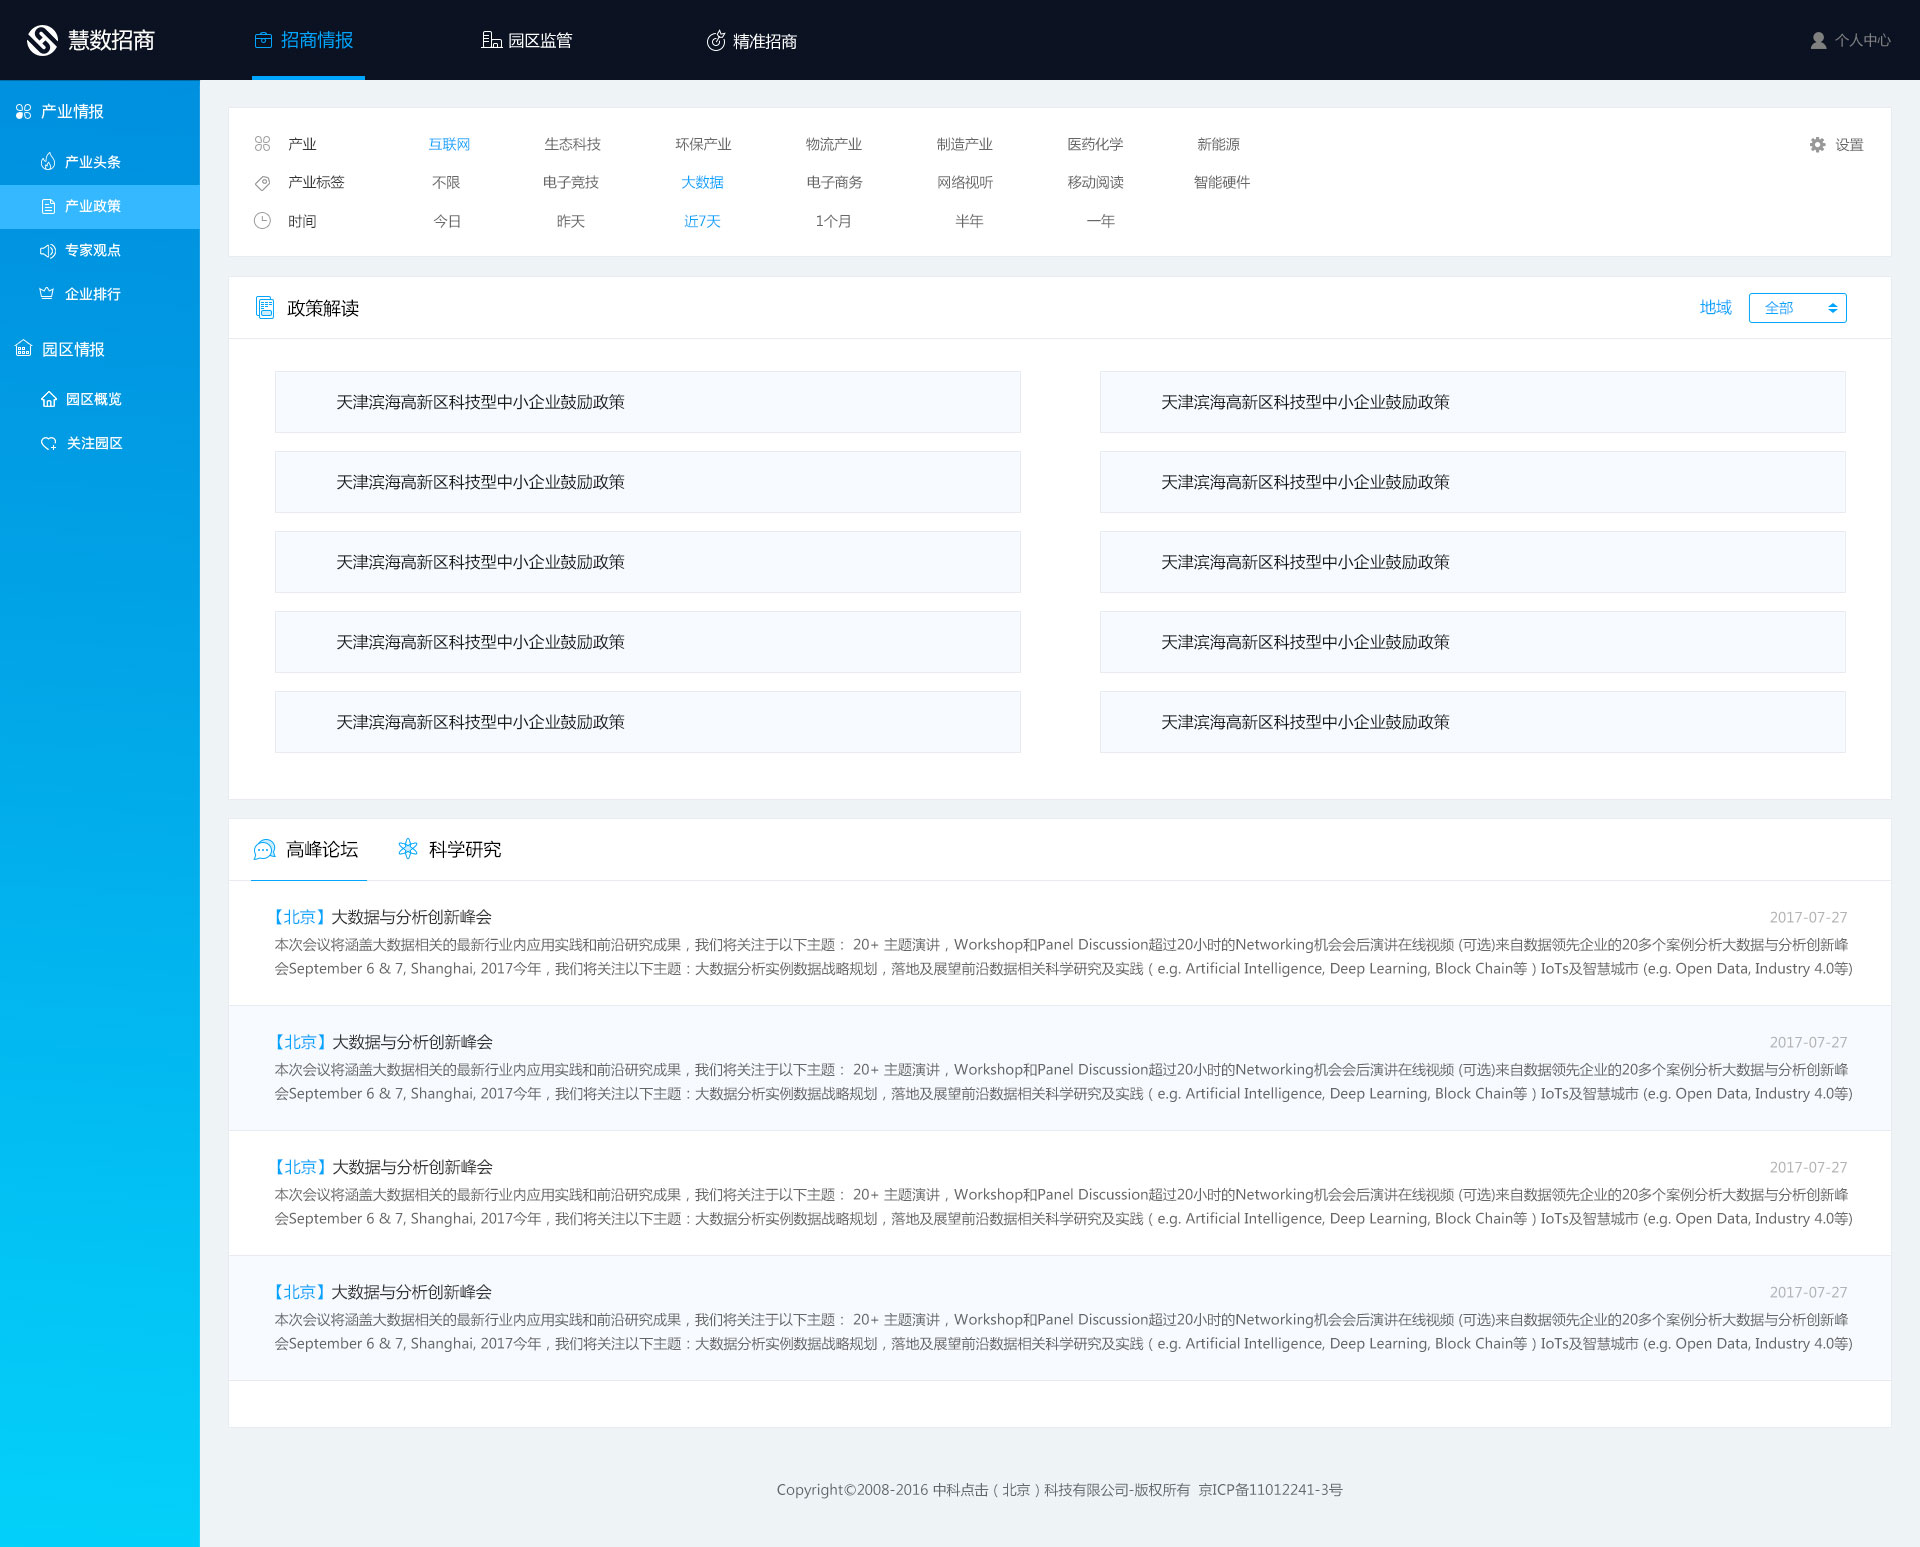 慧数招商
招商情报
园区监管
精准招商
个人中心
产业情报
产业头条
产业政策
专家观点
企业排行
园区情报
园区概览
关注园区
产业 互联网 生态科技 环保产业 物流产业 制造产业 医药化学 新能源 设置
产业标签 不限 电子竞技 大数据 电子商务 网络视听 移动阅读 智能硬件
时间 今日 昨天 近7天 1个月 半年 一年
政策解读 地域 全部
天津滨海高新区科技型中小企业鼓励政策 天津滨海高新区科技型中小企业鼓励政策
天津滨海高新区科技型中小企业鼓励政策 天津滨海高新区科技型中小企业鼓励政策
天津滨海高新区科技型中小企业鼓励政策 天津滨海高新区科技型中小企业鼓励政策
天津滨海高新区科技型中小企业鼓励政策 天津滨海高新区科技型中小企业鼓励政策
天津滨海高新区科技型中小企业鼓励政策 天津滨海高新区科技型中小企业鼓励政策
高峰论坛 科学研究
【北京】大数据与分析创新峰会 2017-07-27
本次会议将涵盖大数据相关的最新行业内应用实践和前沿研究成果，我们将关注于以下主题： 20+ 主题演讲，Workshop和Panel Discussion超过20小时的Networking机会会后演讲在线视频 (可选)来自数据领先企业的20多个案例分析大数据与分析创新峰
会September 6 & 7, Shanghai, 2017今年，我们将关注以下主题：大数据分析实例数据战略规划，落地及展望前沿数据相关科学研究及实践（e.g. Artificial Intelligence, Deep Learning, Block Chain等）IoTs及智慧城市 (e.g. Open Data, Industry 4.0等)
【北京】大数据与分析创新峰会 2017-07-27
本次会议将涵盖大数据相关的最新行业内应用实践和前沿研究成果，我们将关注于以下主题： 20+ 主题演讲，Workshop和Panel Discussion超过20小时的Networking机会会后演讲在线视频 (可选)来自数据领先企业的20多个案例分析大数据与分析创新峰
会September 6 & 7, Shanghai, 2017今年，我们将关注以下主题：大数据分析实例数据战略规划，落地及展望前沿数据相关科学研究及实践（e.g. Artificial Intelligence, Deep Learning, Block Chain等）IoTs及智慧城市 (e.g. Open Data, Industry 4.0等)
【北京】大数据与分析创新峰会 2017-07-27
本次会议将涵盖大数据相关的最新行业内应用实践和前沿研究成果，我们将关注于以下主题： 20+ 主题演讲，Workshop和Panel Discussion超过20小时的Networking机会会后演讲在线视频 (可选)来自数据领先企业的20多个案例分析大数据与分析创新峰
会September 6 & 7, Shanghai, 2017今年，我们将关注以下主题：大数据分析实例数据战略规划，落地及展望前沿数据相关科学研究及实践（e.g. Artificial Intelligence, Deep Learning, Block Chain等）IoTs及智慧城市 (e.g. Open Data, Industry 4.0等)
【北京】大数据与分析创新峰会 2017-07-27
本次会议将涵盖大数据相关的最新行业内应用实践和前沿研究成果，我们将关注于以下主题： 20+ 主题演讲，Workshop和Panel Discussion超过20小时的Networking机会会后演讲在线视频 (可选)来自数据领先企业的20多个案例分析大数据与分析创新峰
会September 6 & 7, Shanghai, 2017今年，我们将关注以下主题：大数据分析实例数据战略规划，落地及展望前沿数据相关科学研究及实践（e.g. Artificial Intelligence, Deep Learning, Block Chain等）IoTs及智慧城市 (e.g. Open Data, Industry 4.0等)
Copyright©2008-2016 中科点击（北京）科技有限公司-版权所有 京ICP备11012241-3号